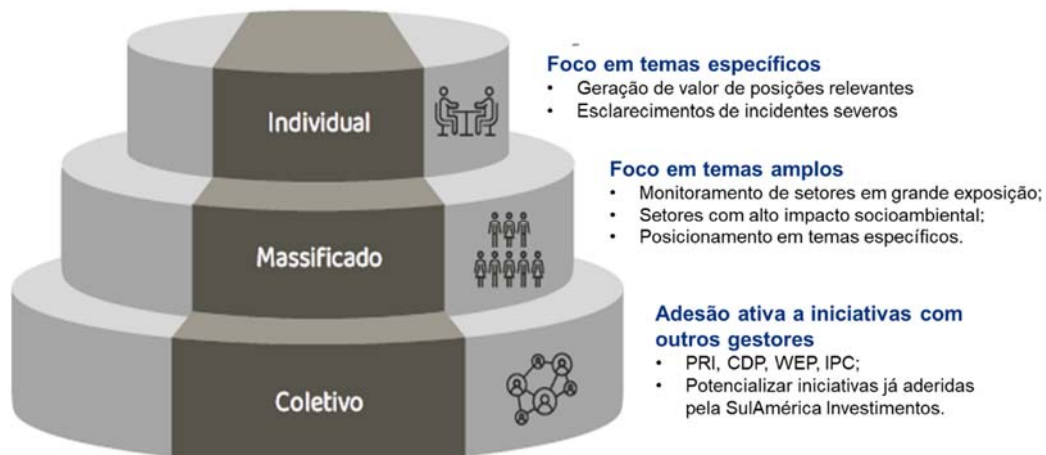 Individual
Foco em temas específicos
• Geração de valor de posições relevantes
• Esclarecimentos de incidentes severos
Massificado
Foco em temas amplos
• Monitoramento de setores em grande exposição;
• Setores com alto impacto socioambiental;
• Posicionamento em temas específicos.
Coletivo
Adesão ativa a iniciativas com
outros gestores
• PRI, CDP, WEP, IPC;
• Potencializar iniciativas já aderidas
pela SulAmérica Investimentos.